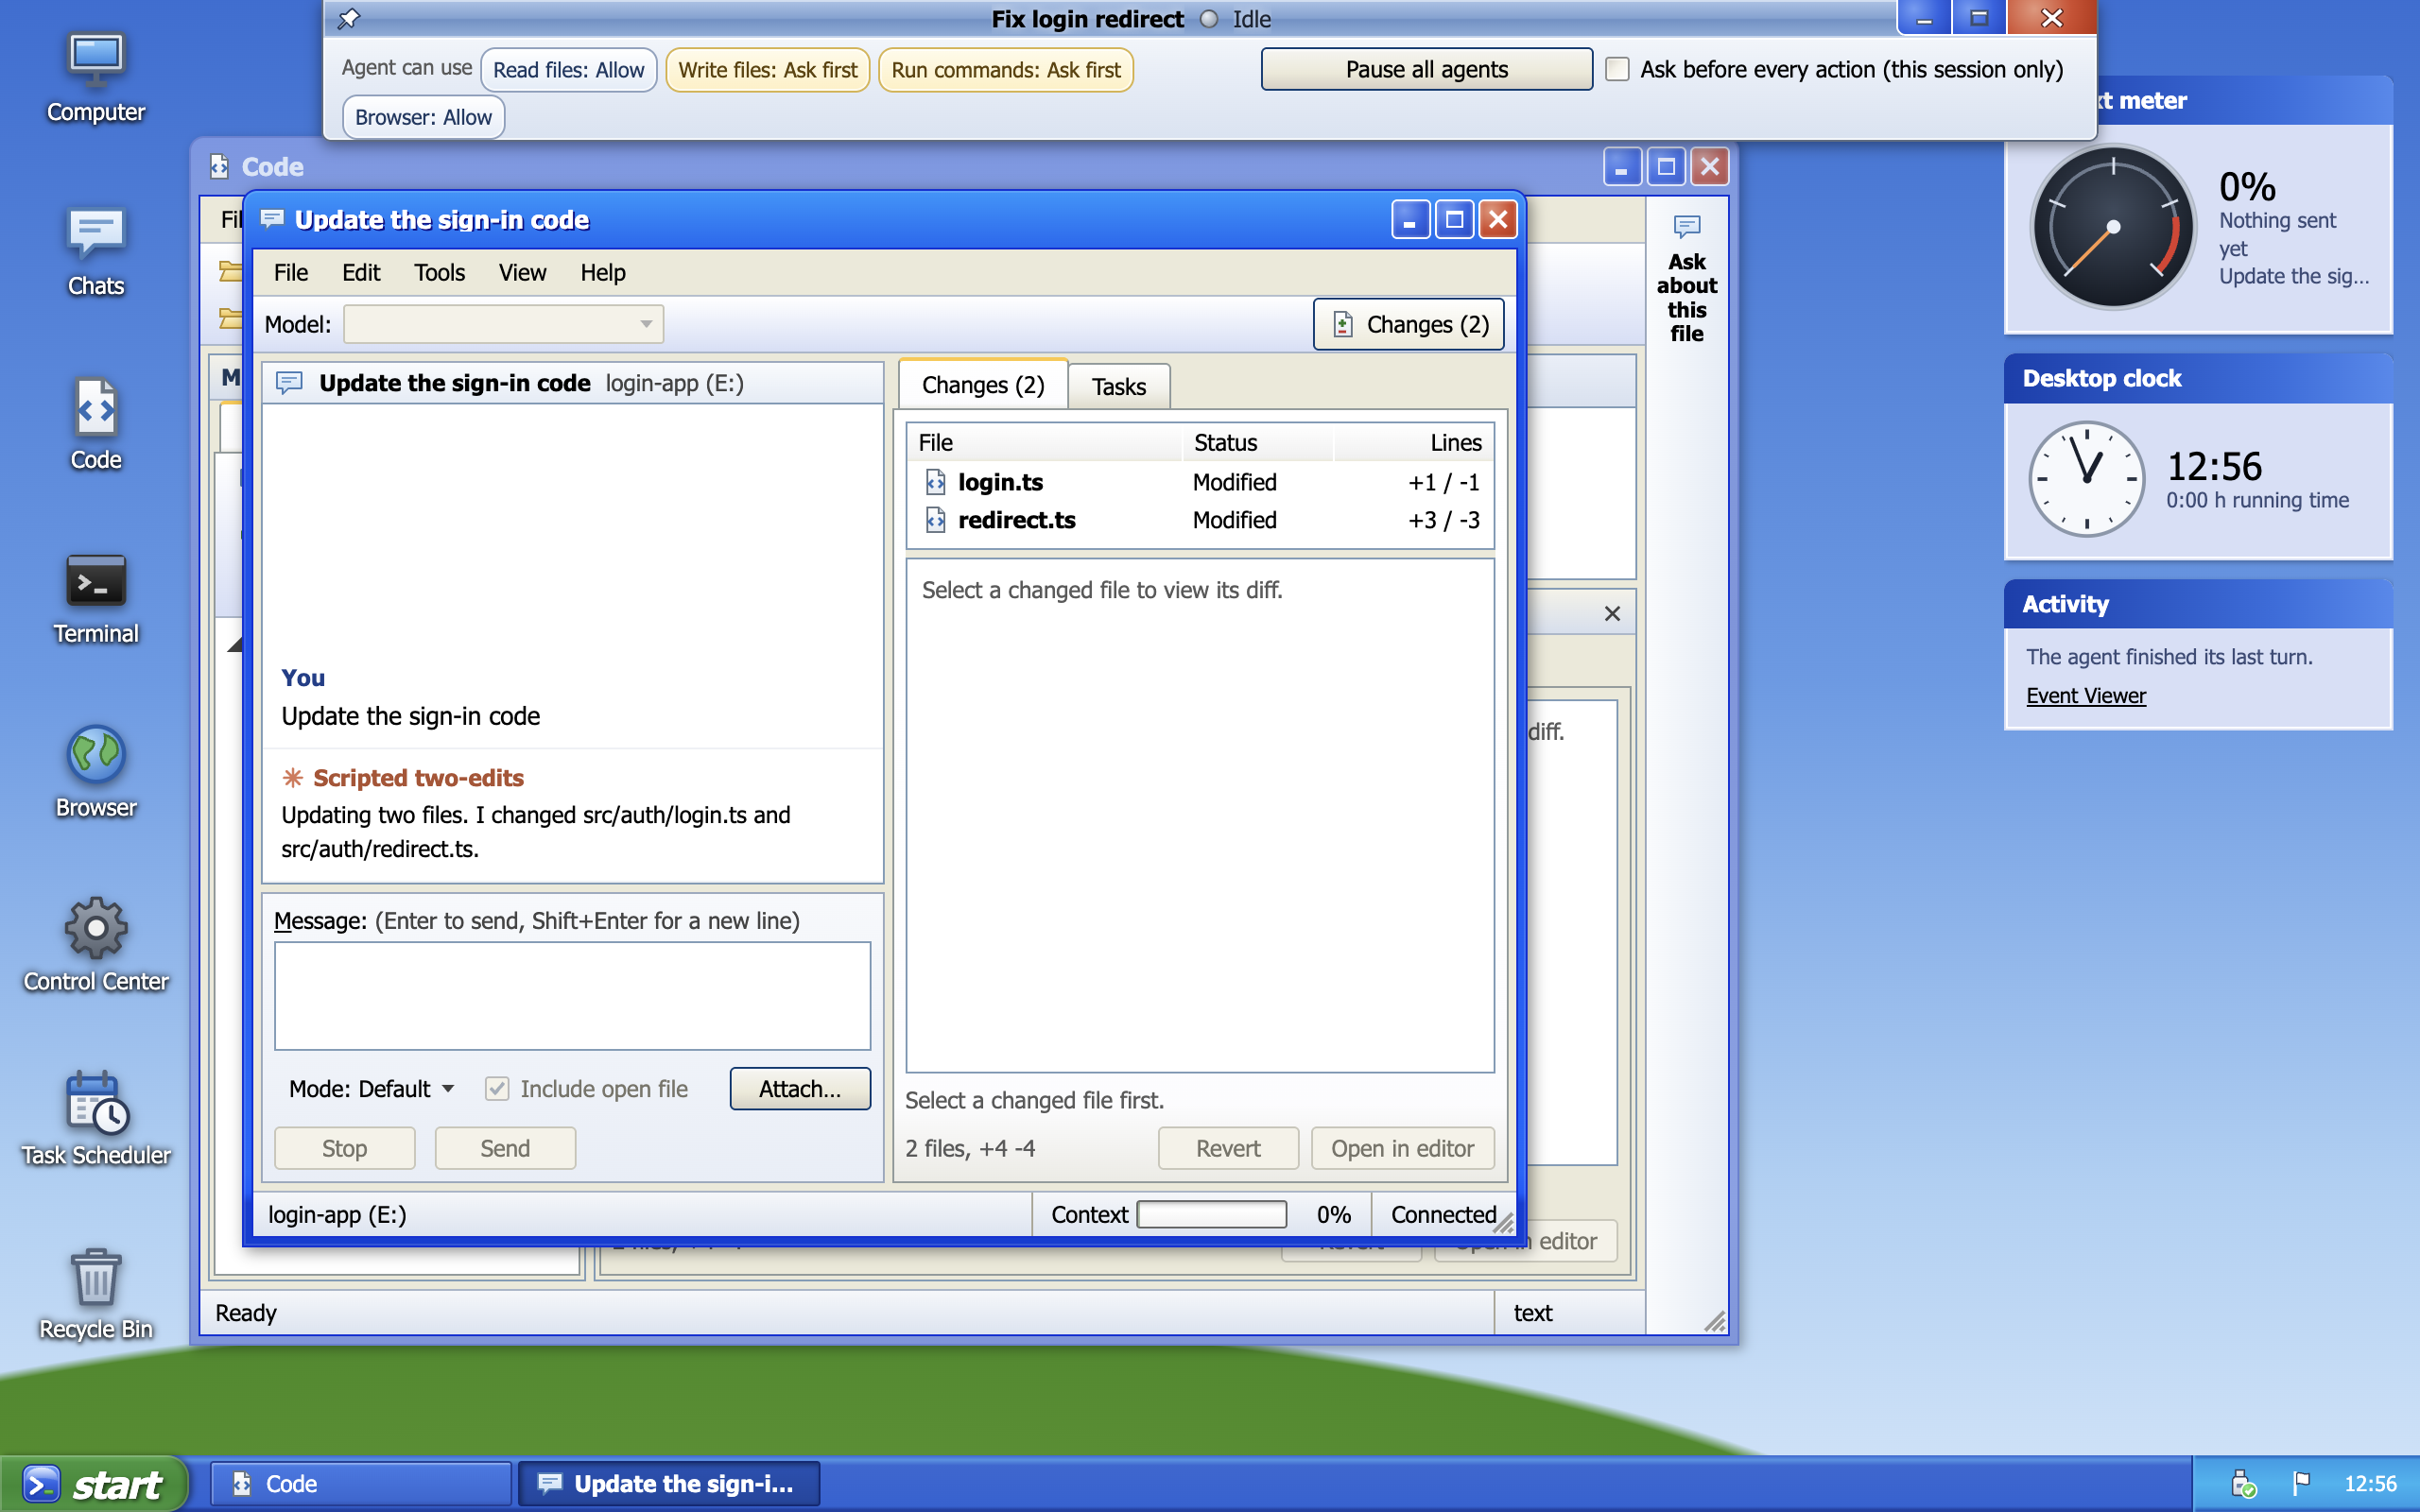 Fix login redirect Idle
Agent can use Read files: Allow Write files: Ask first Run commands: Ask first
Browser: Allow
Pause all agents
Ask before every action (this session only)
Computer
Chats
Code
Terminal
Browser
Control Center
Task Scheduler
Recycle Bin
Code
Update the sign-in code
File Edit Tools View Help
Model:
Changes (2)
Update the sign-in code login-app (E:)
You
Update the sign-in code
Scripted two-edits
Updating two files. I changed src/auth/login.ts and
src/auth/redirect.ts.
Message: (Enter to send, Shift+Enter for a new line)
Mode: Default Include open file Attach...
Stop Send
Changes (2) Tasks
File Status Lines
login.ts Modified +1 / -1
redirect.ts Modified +3 / -3
Select a changed file to view its diff.
Select a changed file first.
2 files, +4 -4 Revert Open in editor
login-app (E:) Context 0% Connected
Ask
about
this
file
diff.
editor
Ready text
meter
0%
Nothing sent
yet
Update the sig...
Desktop clock
12:56
0:00 h running time
Activity
The agent finished its last turn.
Event Viewer
start Code Update the sign-i... 12:56